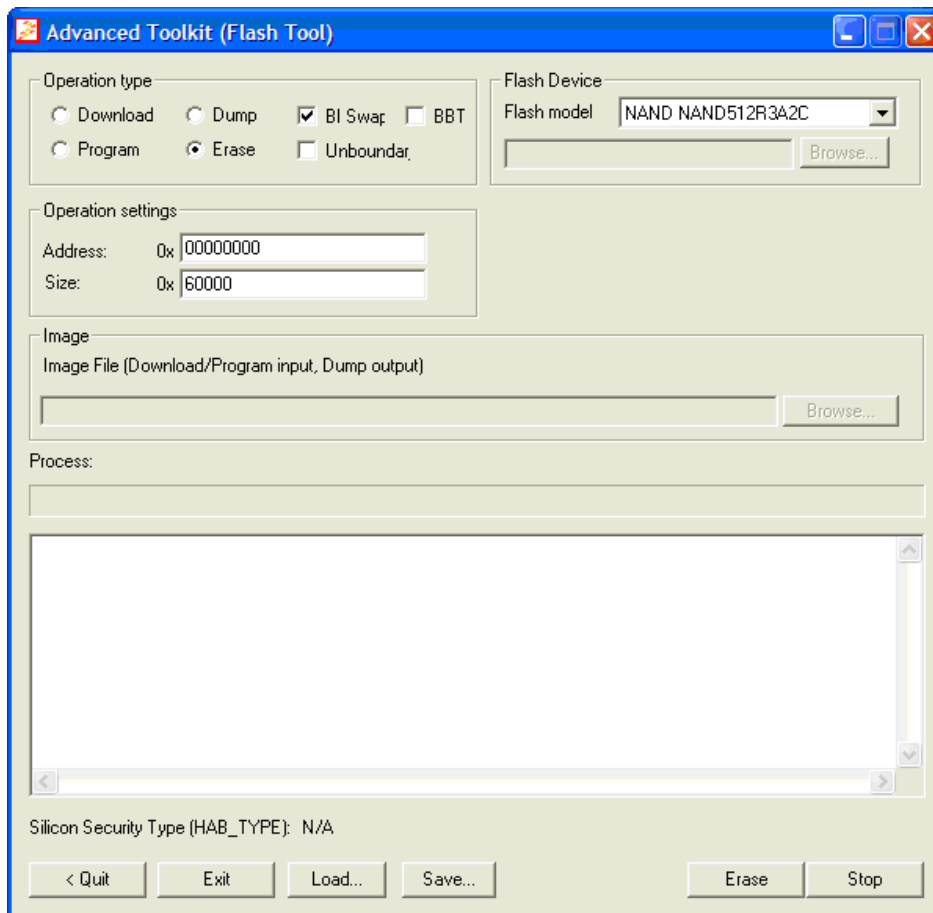 Advanced Toolkit (Flash Tool)
Operation type
Download Dump BI Swap BBT
Program Erase Unboundar
Flash Device
Flash model NAND NAND512R3A2C
Browse...
Operation settings
Address: 0x 00000000
Size: 0x 60000
Image
Image File (Download/Program input, Dump output)
Browse...
Process:
Silicon Security Type (HAB_TYPE): N/A
< Quit Exit Load... Save... Erase Stop